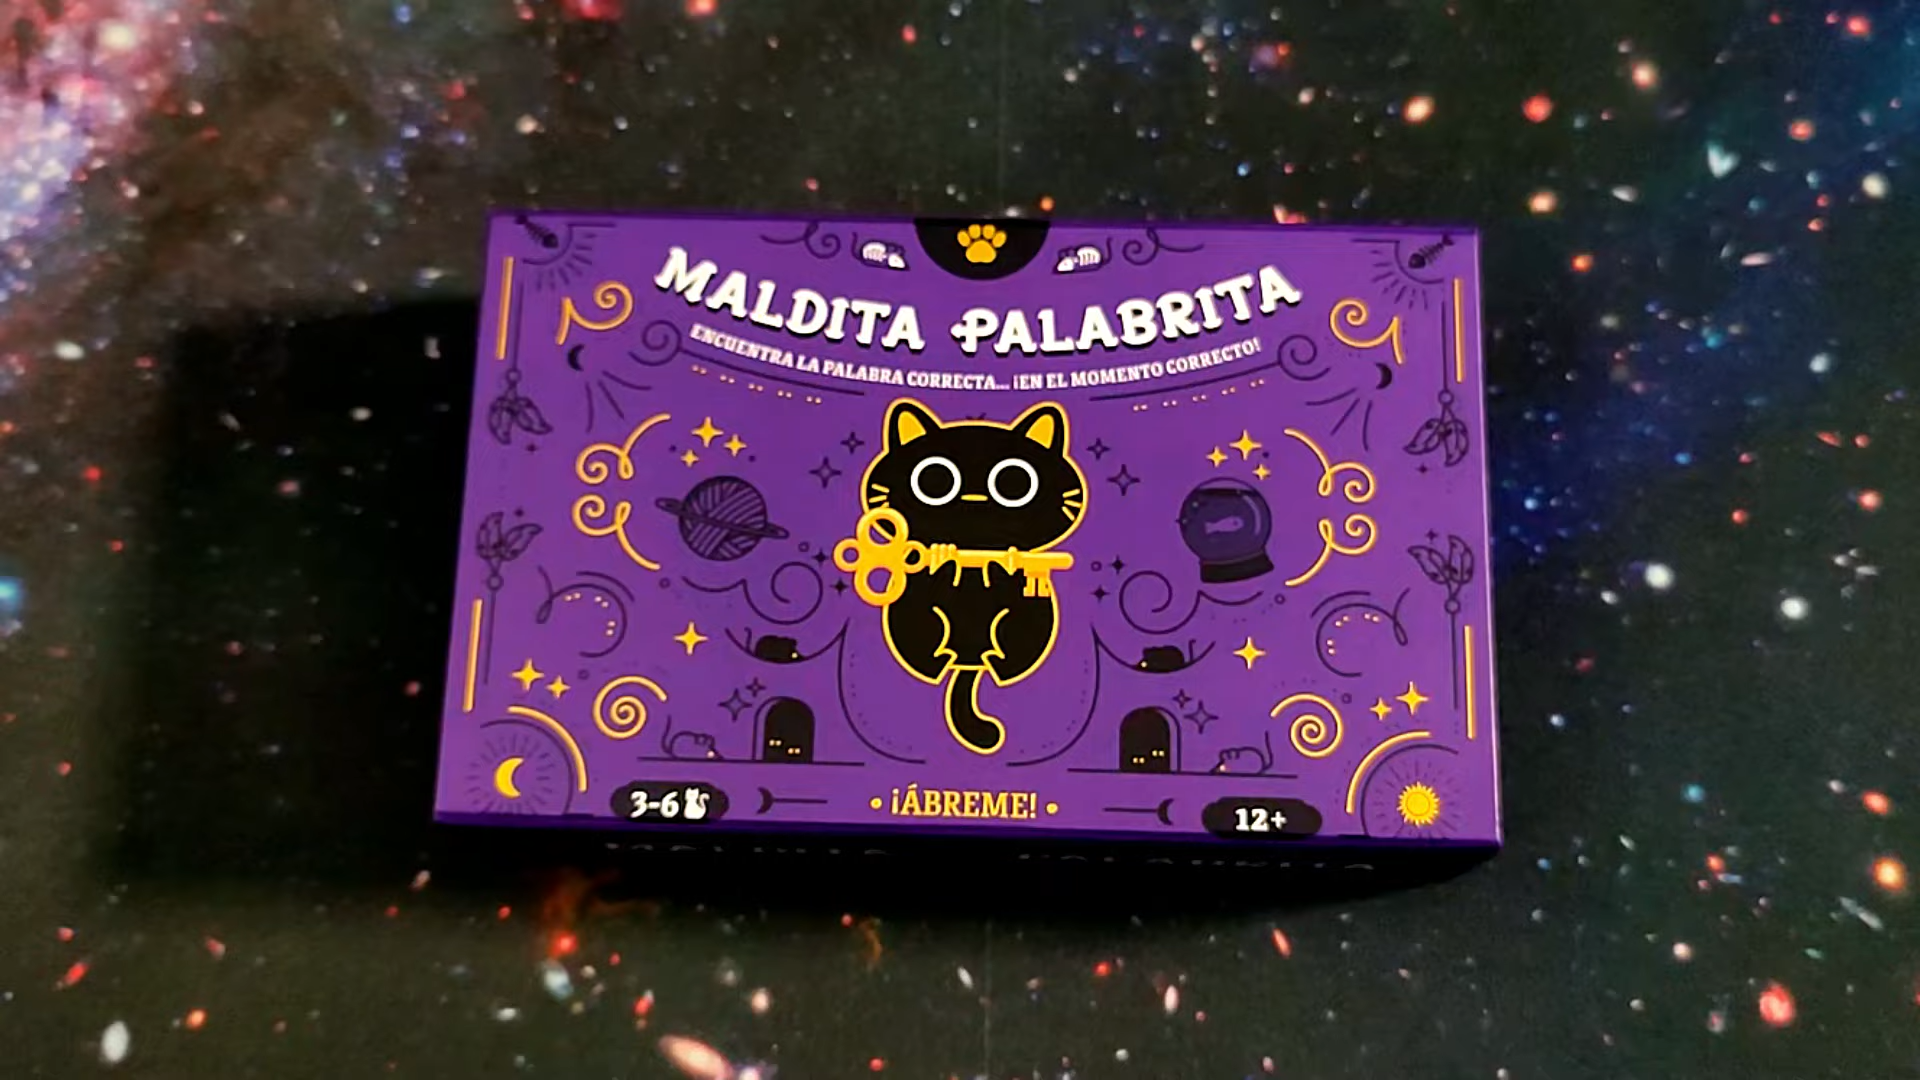 MALDITA PALABRITA
ENCUENTRA LA PALABRA CORRECTA... ¡EN EL MOMENTO CORRECTO!
3-6
¡ÁBREME!
12+